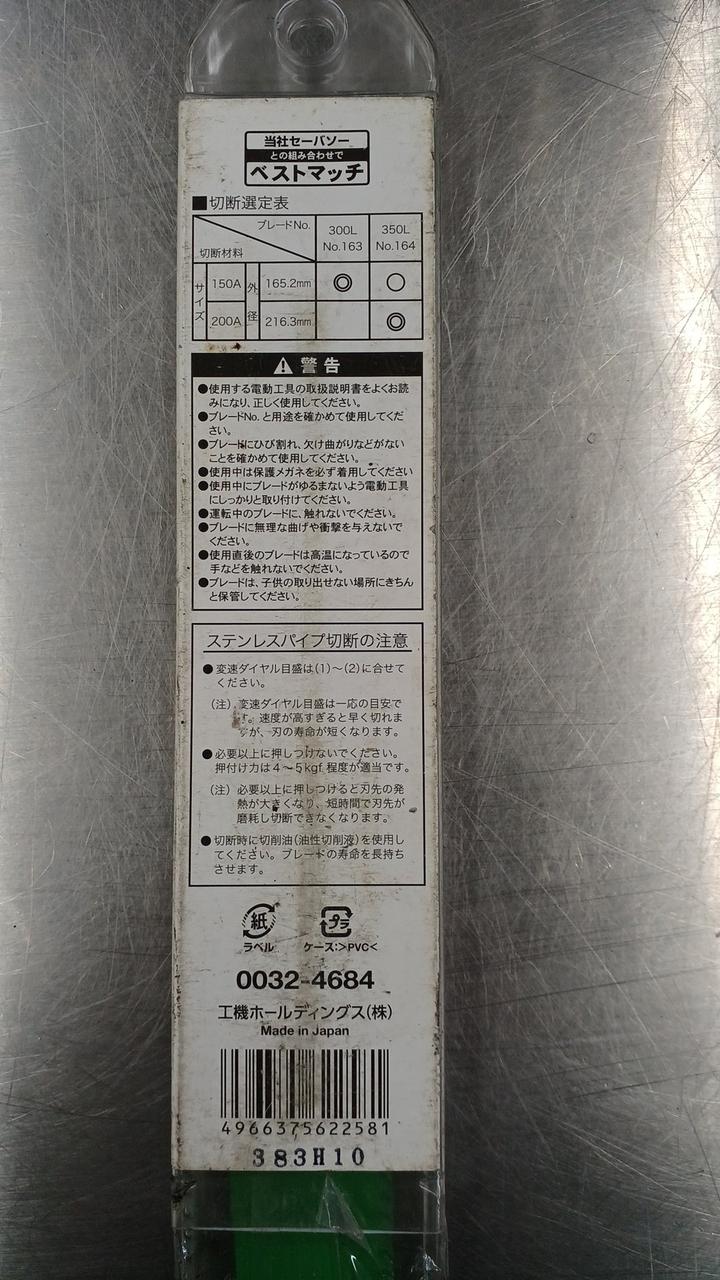 当社セーバソー
との組み合わせで
ベストマッチ
■切断選定表
ブレードNo. 300L No.163 350L No.164
切断材料
サイズ 150A 外径 165.2mm ◎ ○
200A 216.3mm ◎
⚠ 警告
●使用する電動工具の取扱説明書をよくお読
みになり、正しく使用してください。
●ブレードNo.と用途を確かめて使用してくだ
さい。
●ブレードにひび割れ、欠け曲がりなどがない
ことを確かめて使用してください。
●使用中は保護メガネを必ず着用してください
●使用中にブレードがゆるまないよう電動工具
にしっかりと取り付けてください。
●運転中のブレードに、触れないでください。
●ブレードに無理な曲げや衝撃を与えないで
ください。
●使用直後のブレードは高温になっているので
手などを触れないでください。
●ブレードは、子供の取り出せない場所にきちん
と保管してください。
ステンレスパイプ切断の注意
●変速ダイヤル目盛は(1)～(2)に合せて
ください。
(注) 変速ダイヤル目盛は一応の目安で
す。速度が高すぎると早く切れま
すが、刃の寿命が短くなります。
●必要以上に押しつけないでください。
押付け力は4～5kgf程度が適当です。
(注) 必要以上に押しつけると刃先の発
熱が大きくなり、短時間で刃先が
磨耗し切断できなくなります。
●切断時に切削油(油性切削液)を使用し
てください。ブレードの寿命を長持ち
させます。
紙 プラ
ラベル ケース:>PVC<
0032-4684
工機ホールディングス(株)
Made in Japan
4966375622581
383H10